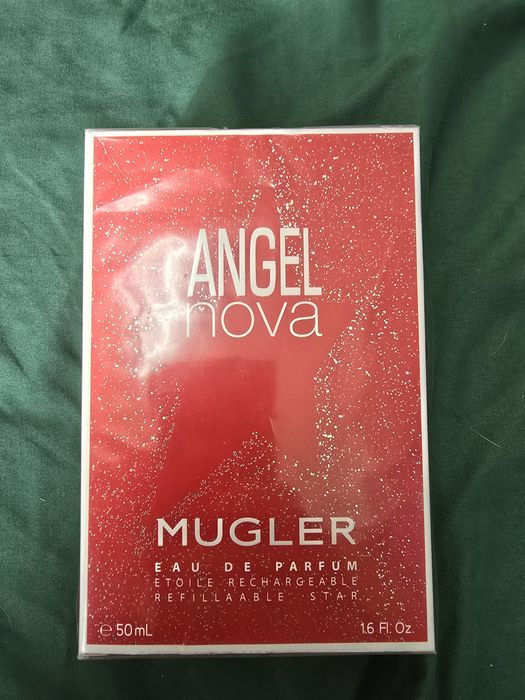 ANGEL
nova
MUGLER
EAU DE PARFUM
ETOILE RECHARGEABLE
REFILLAABLE STAR
℮ 50mL 1.6 Fl. Oz.